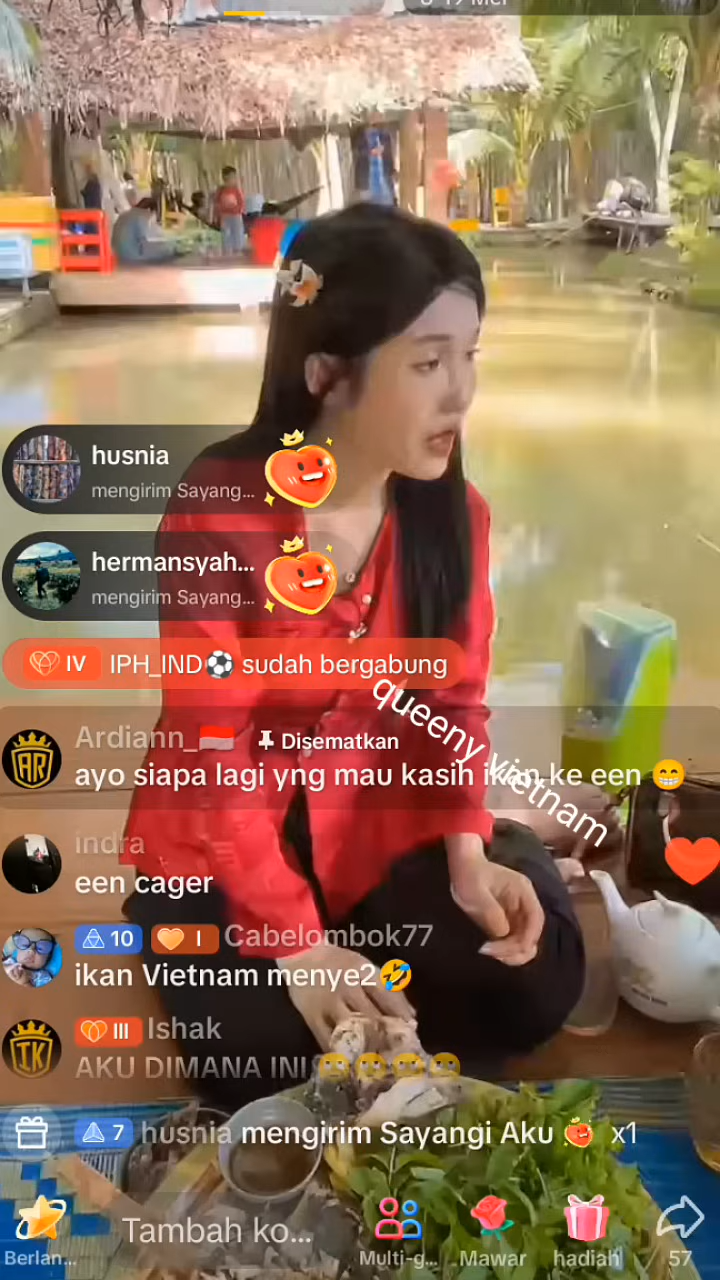 husnia
mengirim Sayang...
hermansyah...
mengirim Sayang...
IV IPH_IND⚽ sudah bergabung
queeny vietnam
Ardiann_🇮🇩 Disematkan
AR
ayo siapa lagi yng mau kasih ikan ke een 😁
indra
een cager
10 I Cabelombok77
ikan Vietnam menye2🤣
III Ishak
IK
AKU DIMANA INI
7 husnia mengirim Sayangi Aku x1
Tambah ko...
Berlan...
Multi-g...
Mawar
hadiah
57